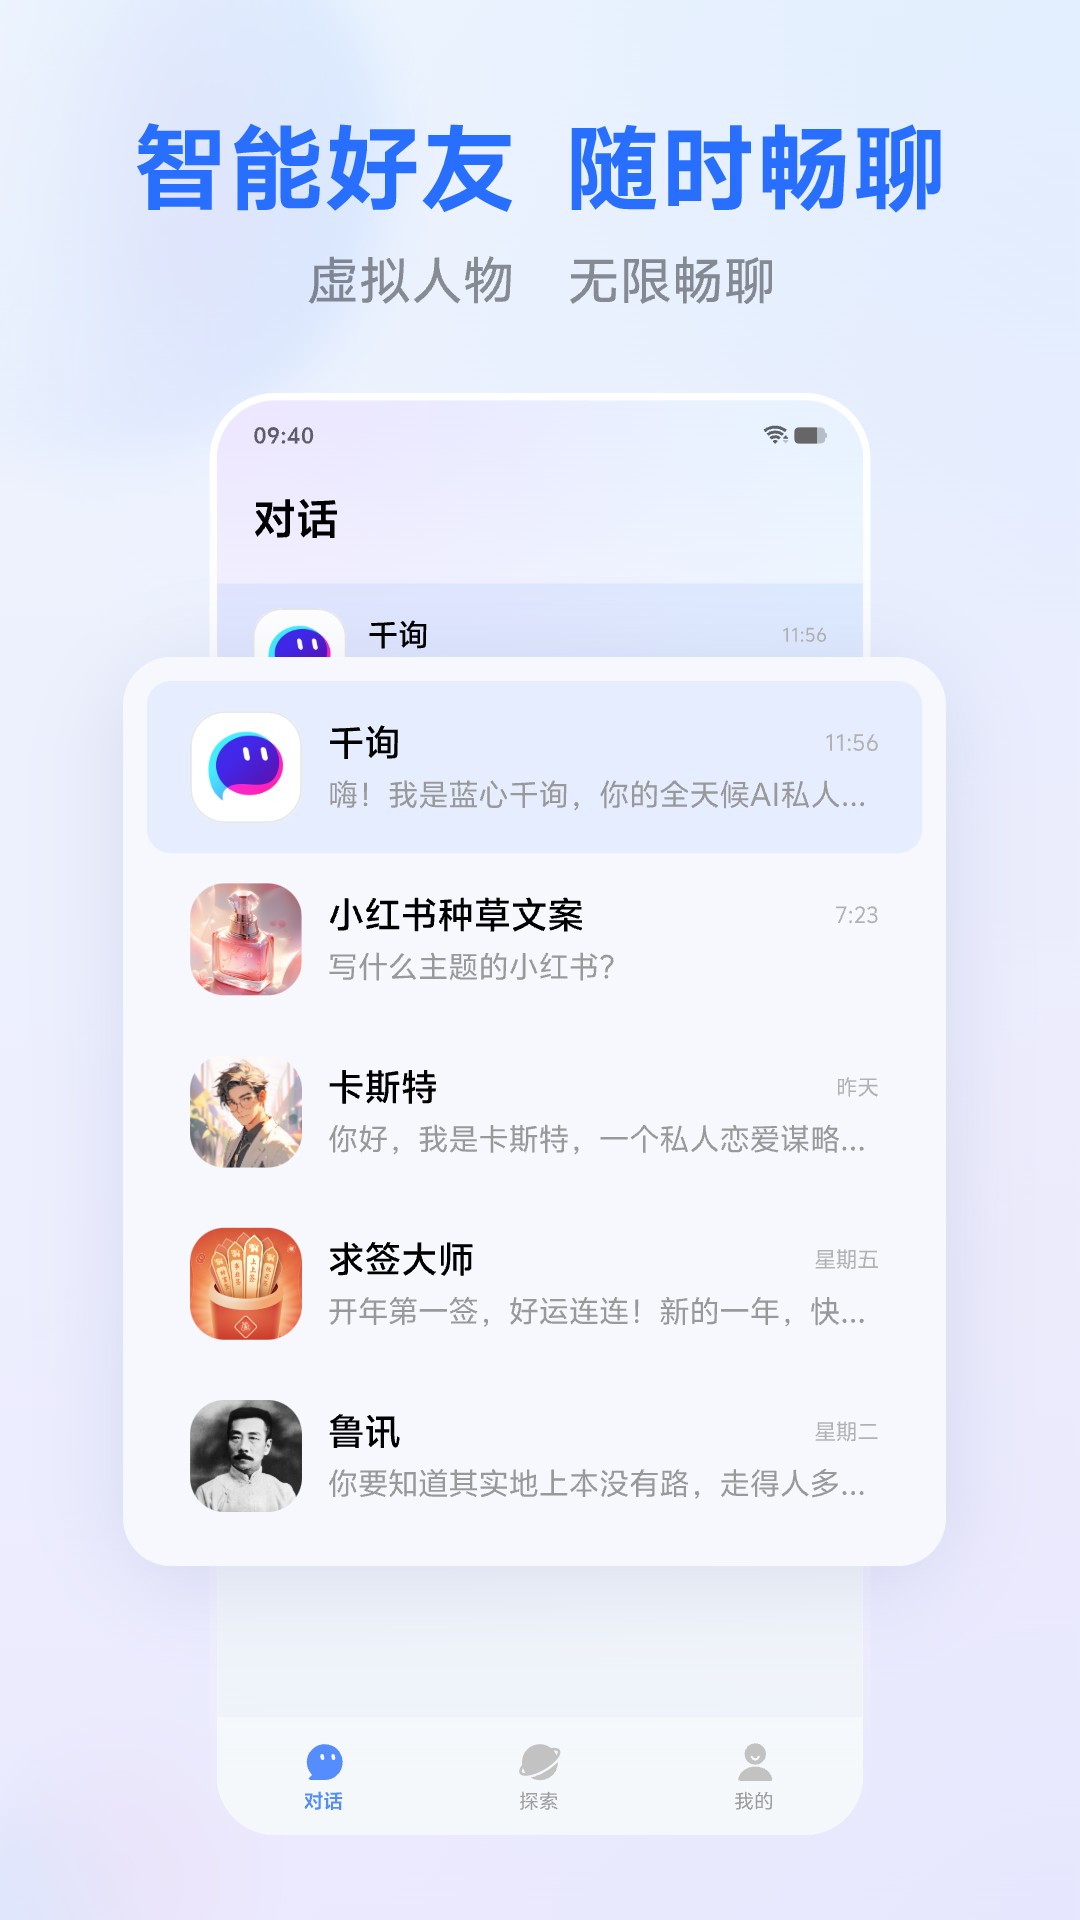 智能好友 随时畅聊
虚拟人物 无限畅聊
09:40
对话
千询
11:56
千询
11:56
嗨！我是蓝心千询，你的全天候AI私人...
小红书种草文案
7:23
写什么主题的小红书？
卡斯特
昨天
你好，我是卡斯特，一个私人恋爱谋略...
求签大师
星期五
开年第一签，好运连连！新的一年，快...
鲁讯
星期二
你要知道其实地上本没有路，走得人多...
对话
探索
我的